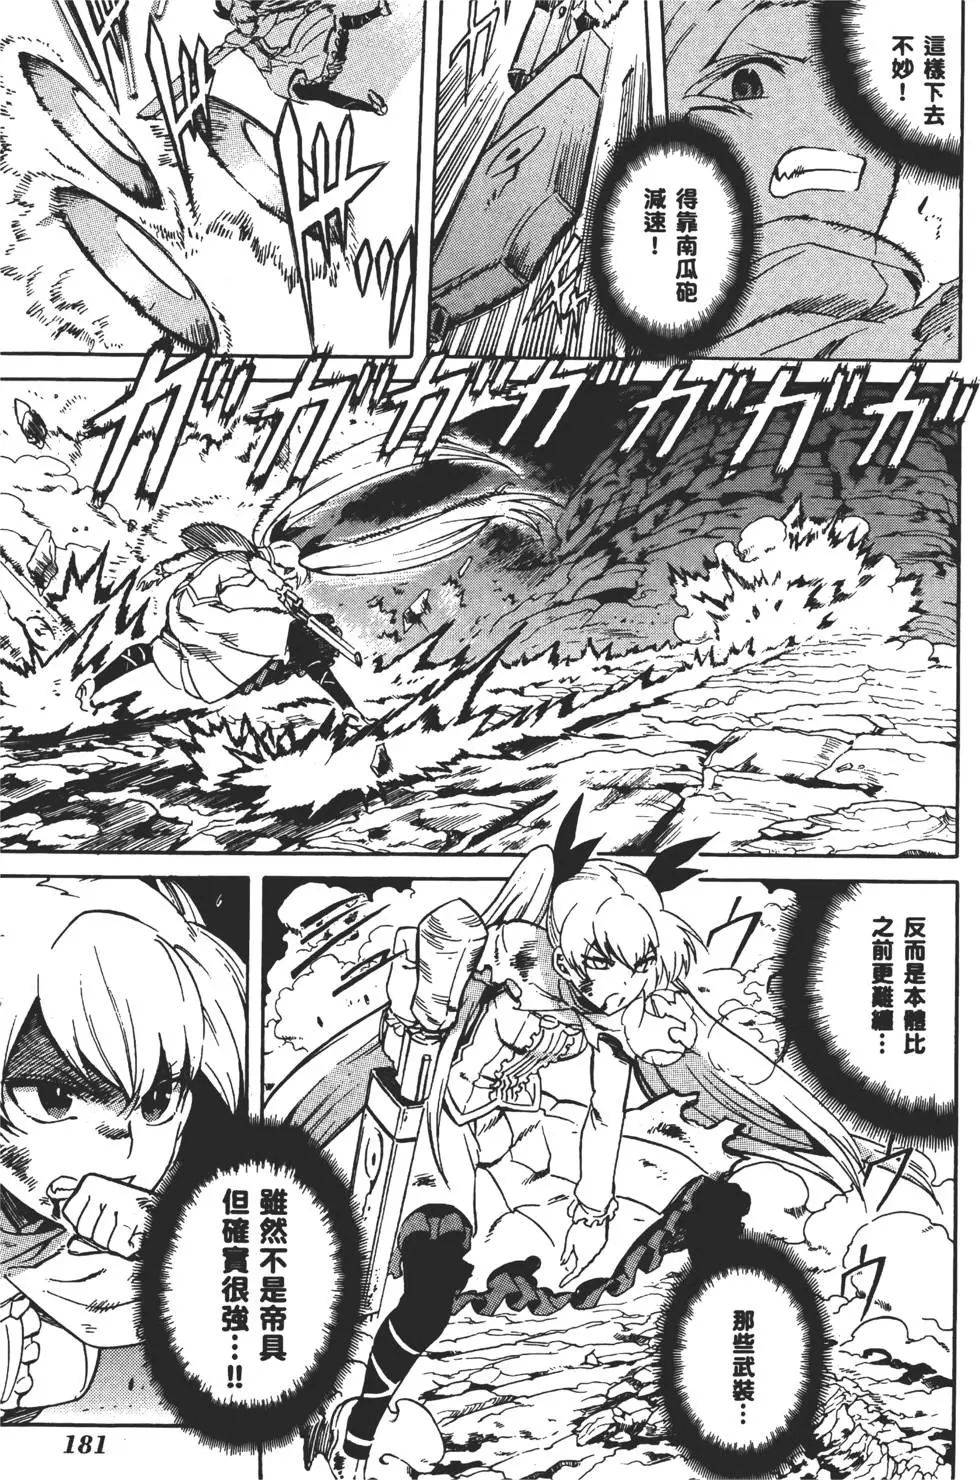 這樣下去
不妙！
得靠南瓜砲
減速！
ガガガガガガガ
反而是本體比
之前更難纏…
那些武裝…
雖然不是帝具
但確實很強…!!
181